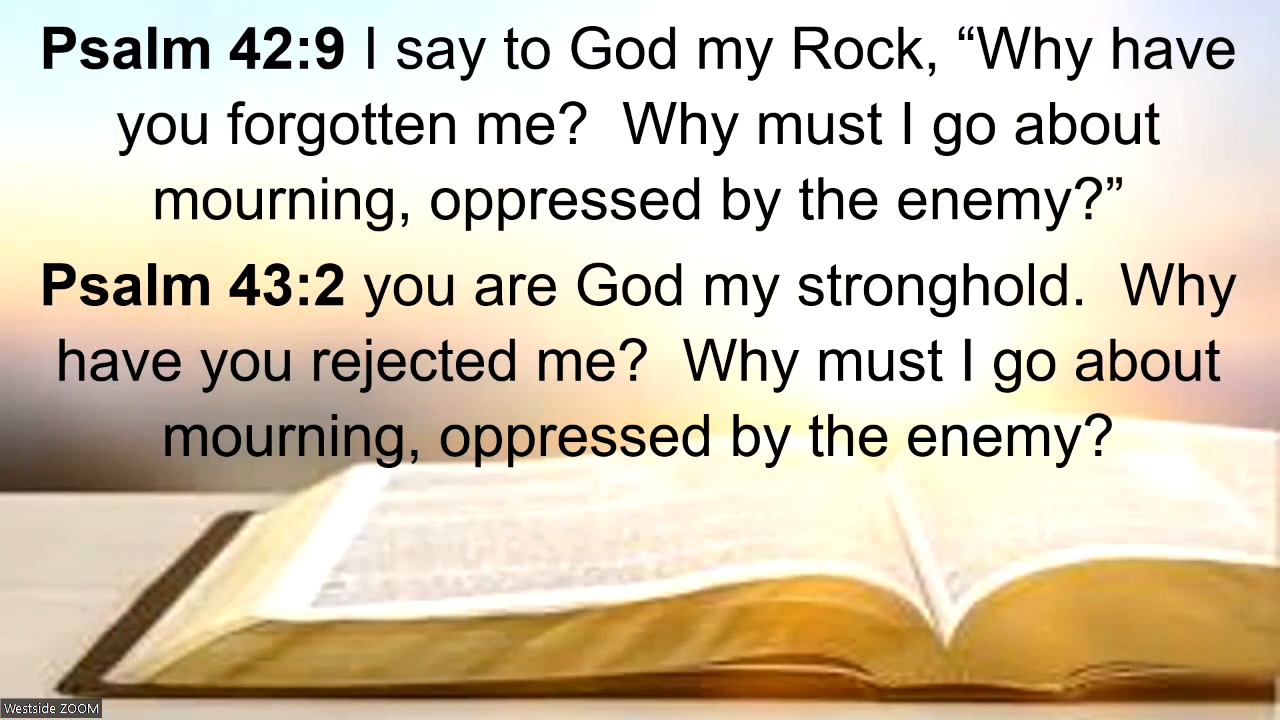 Psalm 42:9 I say to God my Rock, “Why have
you forgotten me?  Why must I go about
mourning, oppressed by the enemy?”
Psalm 43:2 you are God my stronghold.  Why
have you rejected me?  Why must I go about
mourning, oppressed by the enemy?
Westside ZOOM